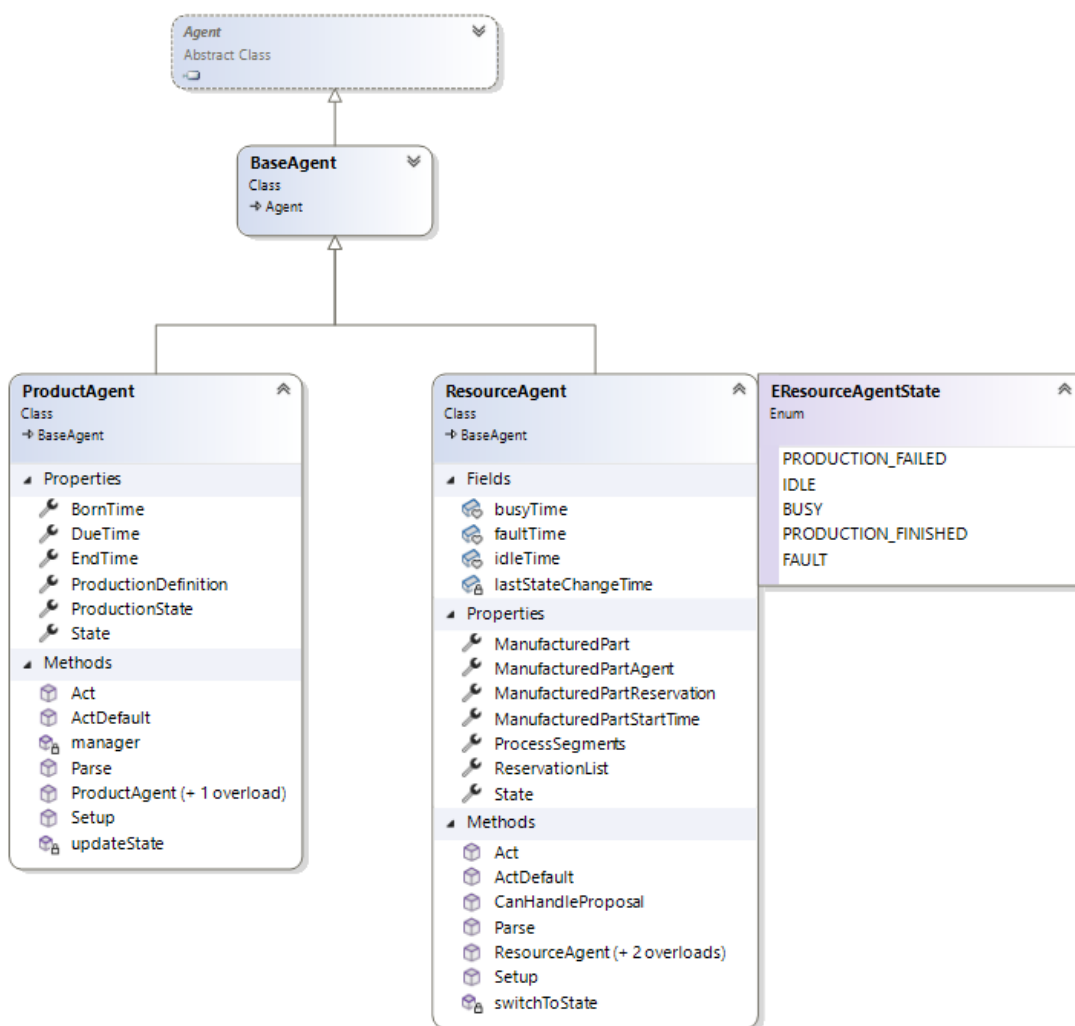 Agent
Abstract Class
BaseAgent
Class
Agent
ProductAgent
Class
BaseAgent
Properties
BornTime
DueTime
EndTime
ProductionDefinition
ProductionState
State
Methods
Act
ActDefault
manager
Parse
ProductAgent (+ 1 overload)
Setup
updateState
ResourceAgent
Class
BaseAgent
Fields
busyTime
faultTime
idleTime
lastStateChangeTime
Properties
ManufacturedPart
ManufacturedPartAgent
ManufacturedPartReservation
ManufacturedPartStartTime
ProcessSegments
ReservationList
State
Methods
Act
ActDefault
CanHandleProposal
Parse
ResourceAgent (+ 2 overloads)
Setup
switchToState
EResourceAgentState
Enum
PRODUCTION_FAILED
IDLE
BUSY
PRODUCTION_FINISHED
FAULT